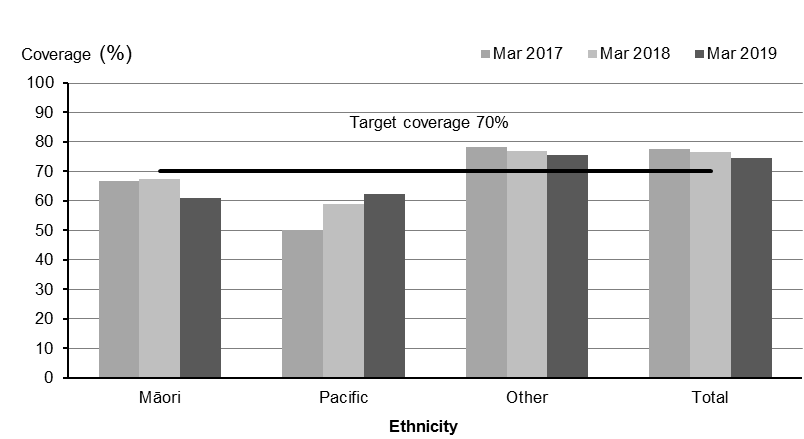 Coverage (%)
Mar 2017 Mar 2018 Mar 2019
100
90
Target coverage 70%
80
70
60
50
40
30
20
10
0
Māori Pacific Other Total
Ethnicity